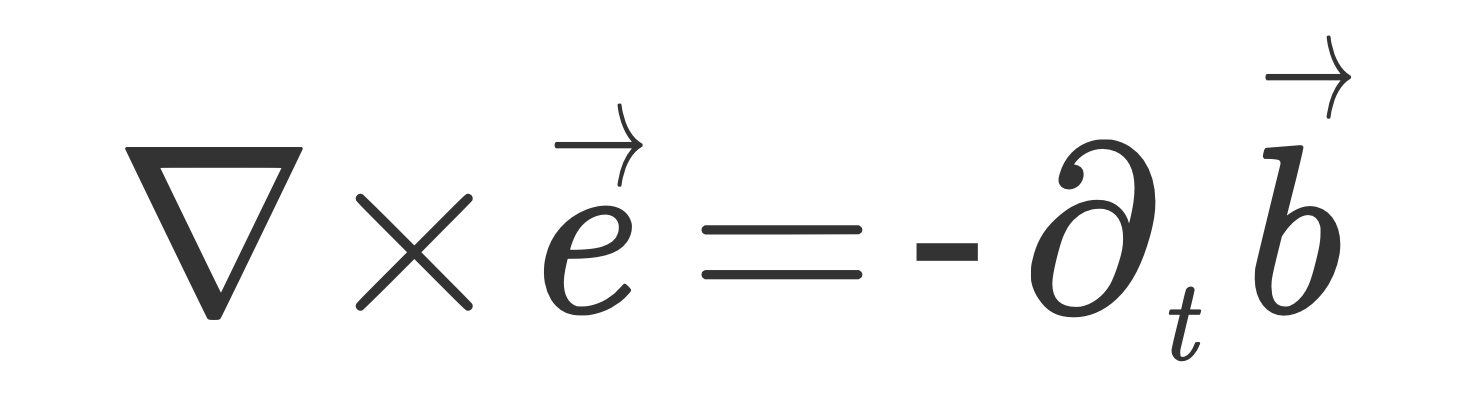 ∇ × e⃗ = - ∂ₜ b⃗